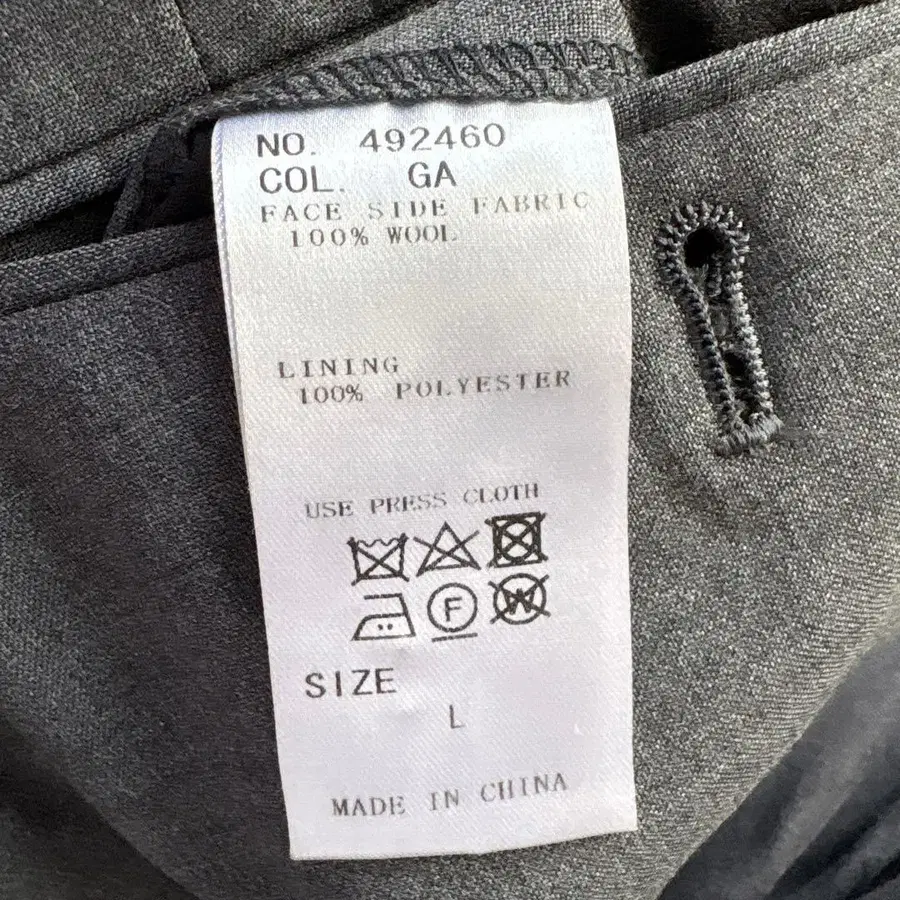 NO. 492460
COL. GA
FACE SIDE FABRIC
100% WOOL
LINING
100% POLYESTER
USE PRESS CLOTH
F W
SIZE
L
MADE IN CHINA